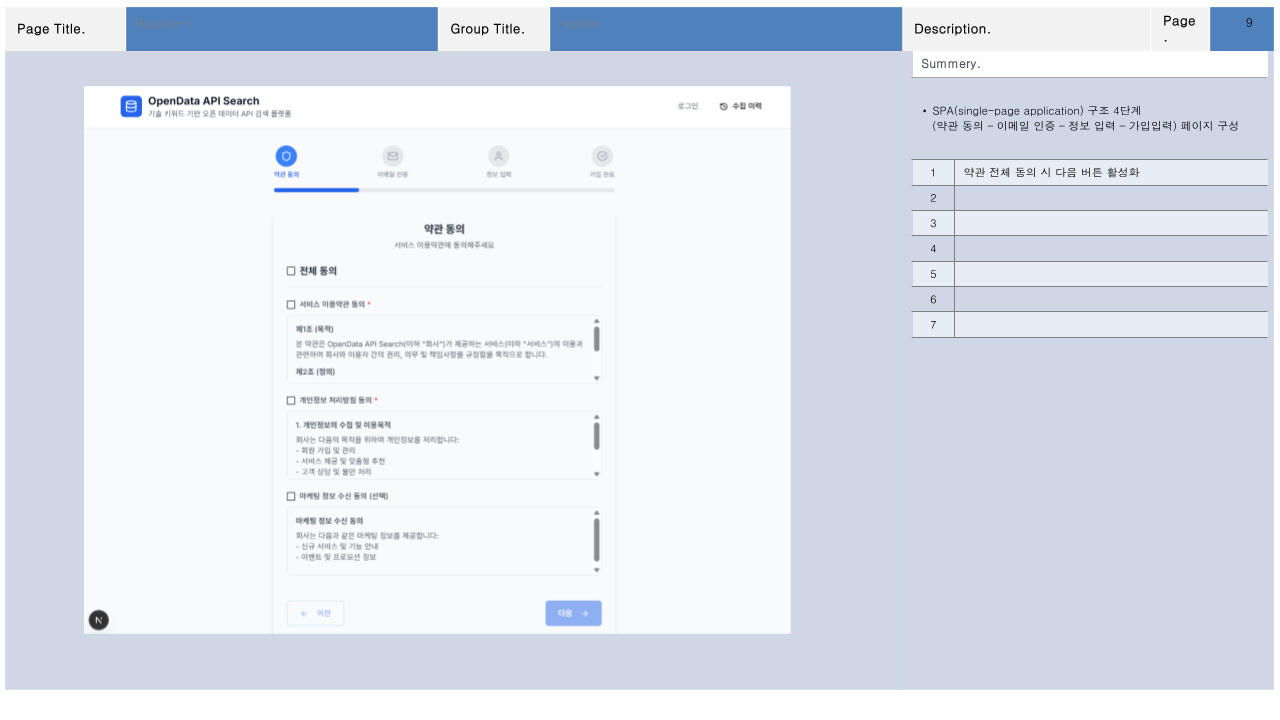 Page Title.
Group Title.
Description.
Page
.
9
Summery.
OpenData API Search
기술 키워드 기반 오픈 데이터 API 검색 플랫폼
로그인
수집 이력
약관 동의
이메일 인증
정보 입력
가입 완료
약관 동의
서비스 이용약관에 동의해주세요
전체 동의
서비스 이용약관 동의 *
제1조 (목적)
본 약관은 OpenData API Search(이하 "회사")가 제공하는 서비스(이하 "서비스")의 이용과
관련하여 회사와 이용자 간의 권리, 의무 및 책임사항을 규정함을 목적으로 합니다.
제2조 (정의)
개인정보 처리방침 동의 *
1. 개인정보의 수집 및 이용목적
회사는 다음의 목적을 위하여 개인정보를 처리합니다:
- 회원 가입 및 관리
- 서비스 제공 및 맞춤형 추천
- 고객 상담 및 불만 처리
마케팅 정보 수신 동의 (선택)
마케팅 정보 수신 동의
회사는 다음과 같은 마케팅 정보를 제공합니다:
- 신규 서비스 및 기능 안내
- 이벤트 및 프로모션 정보
← 이전
다음 →
N
• SPA(single-page application) 구조 4단계
(약관 동의 – 이메일 인증 – 정보 입력 – 가입입력) 페이지 구성
1 약관 전체 동의 시 다음 버튼 활성화
2
3
4
5
6
7